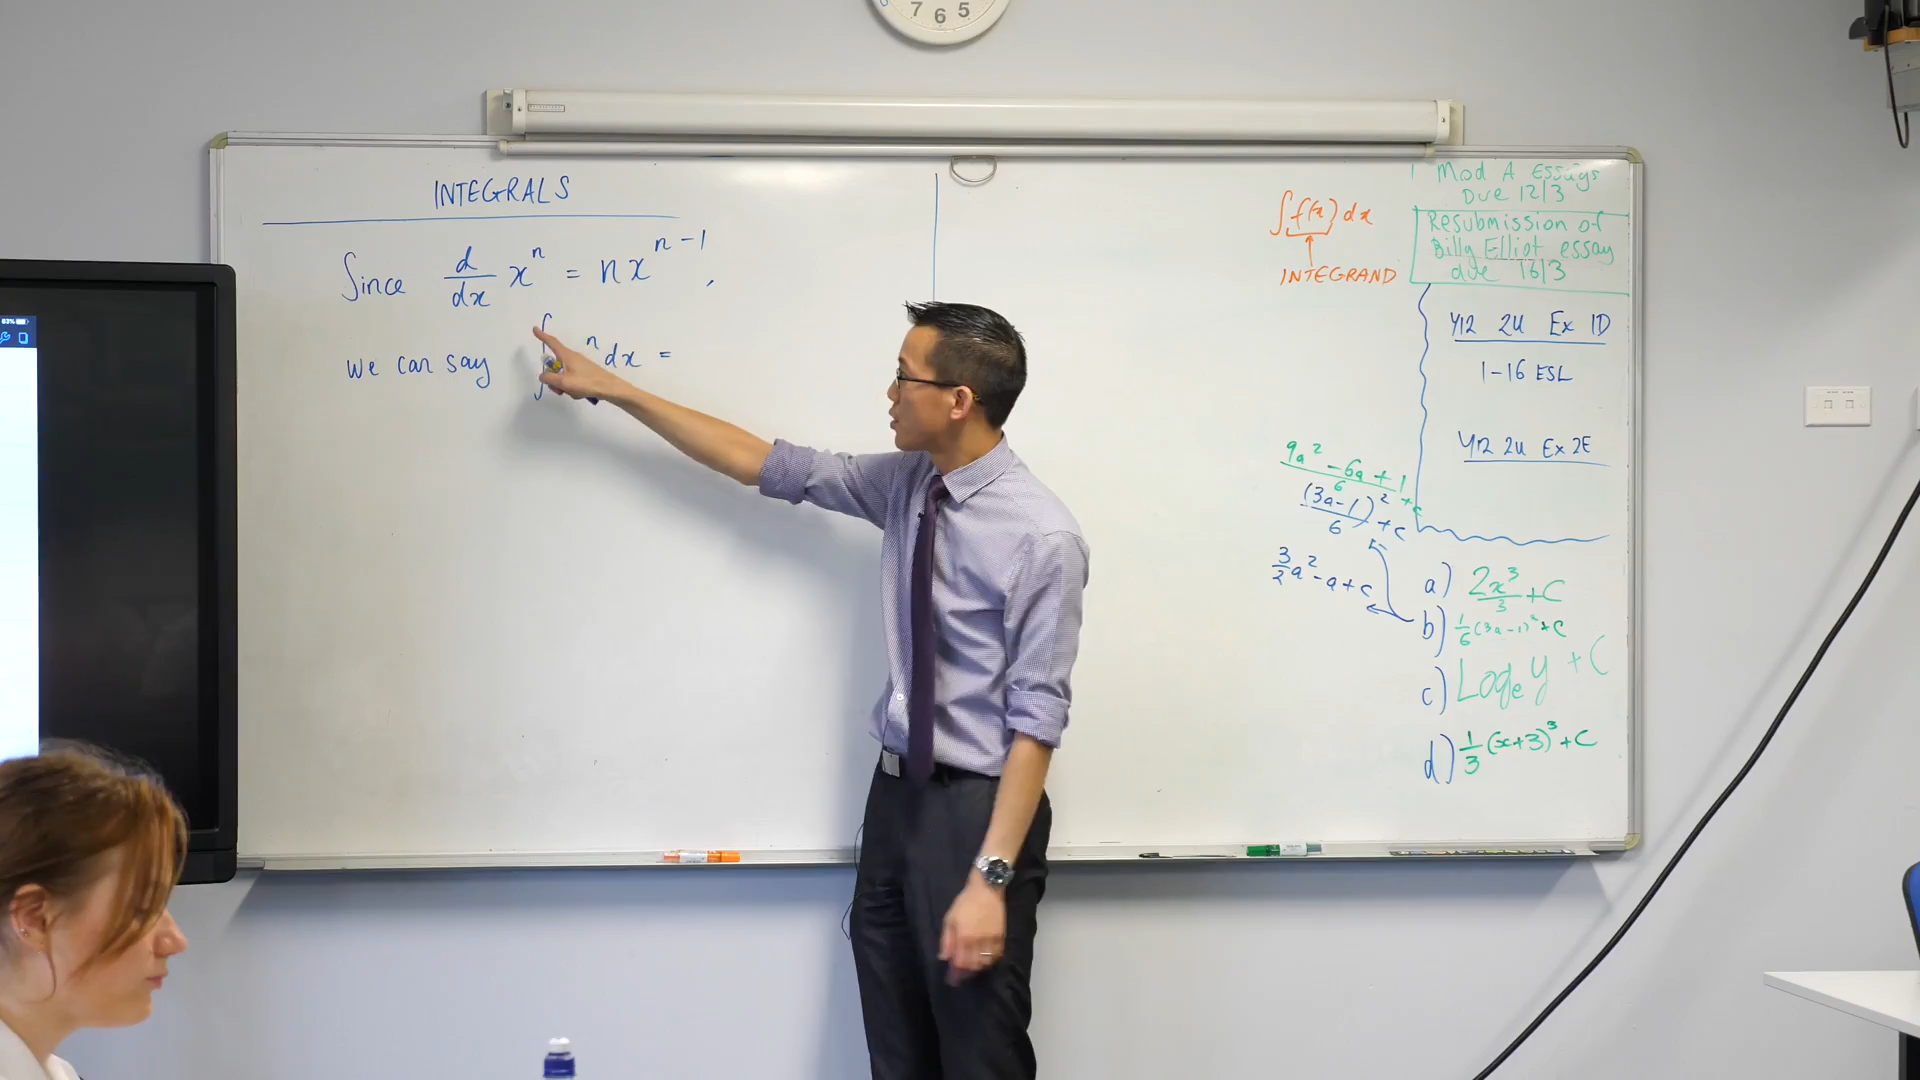 7 6 5
INTEGRALS
Since d/dx x^n = nx^(n-1),
We can say ∫ ^n dx =
∫f(x) dx
INTEGRAND
Mod A Essays
Due 12/3
Resubmission of
Billy Elliot essay
due 16/3
Y12 2U Ex 1D
1-16 ESL
Y12 2U Ex 2E
(9a² - 6a + 1)/6 + c
(3a-1)²/6 + c
3/2 a² - a + c
a) 2x³/3 + C
b) 1/6 (3a-1)² + C
c) Logₑ y + C
d) 1/3 (x+3)³ + C
83%